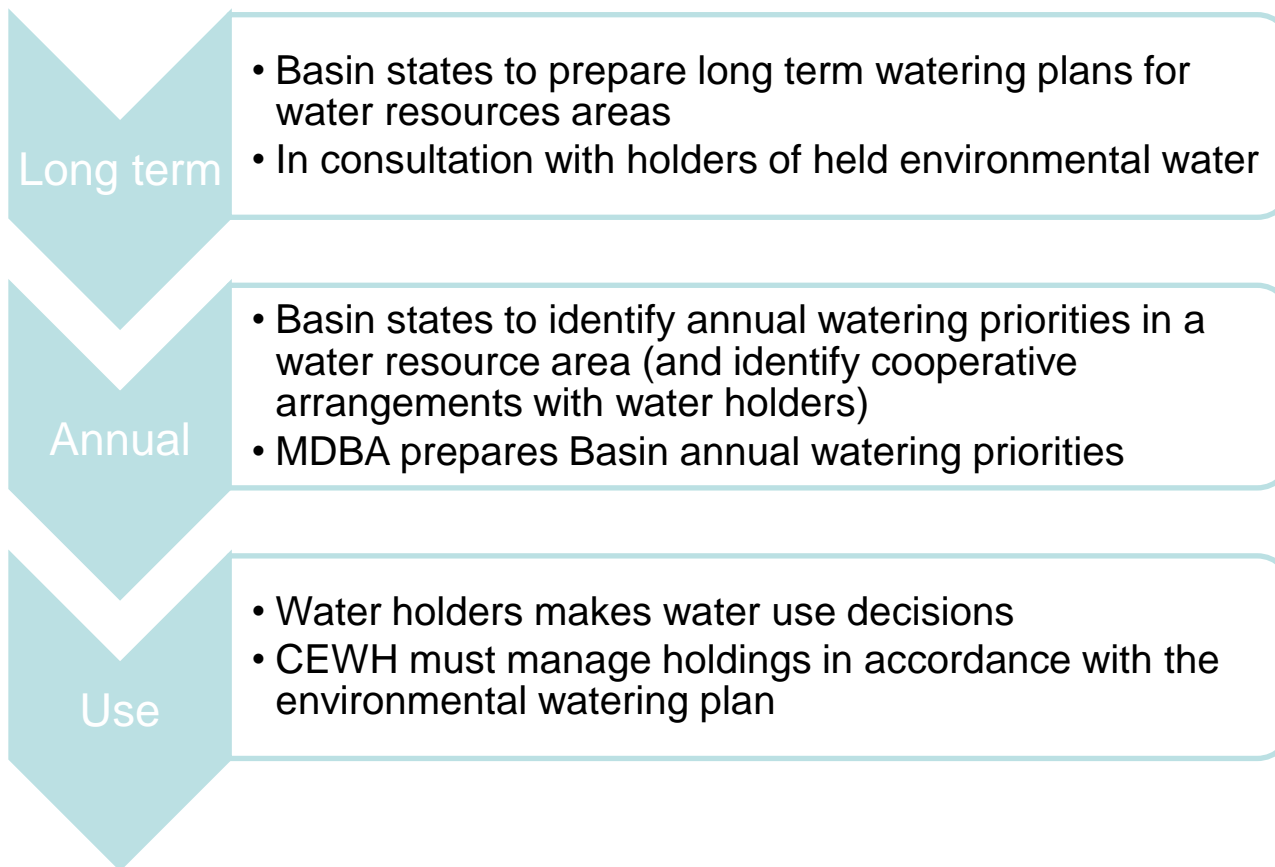 Long term
• Basin states to prepare long term watering plans for
water resources areas
• In consultation with holders of held environmental water
Annual
• Basin states to identify annual watering priorities in a
water resource area (and identify cooperative
arrangements with water holders)
• MDBA prepares Basin annual watering priorities
Use
• Water holders makes water use decisions
• CEWH must manage holdings in accordance with the
environmental watering plan